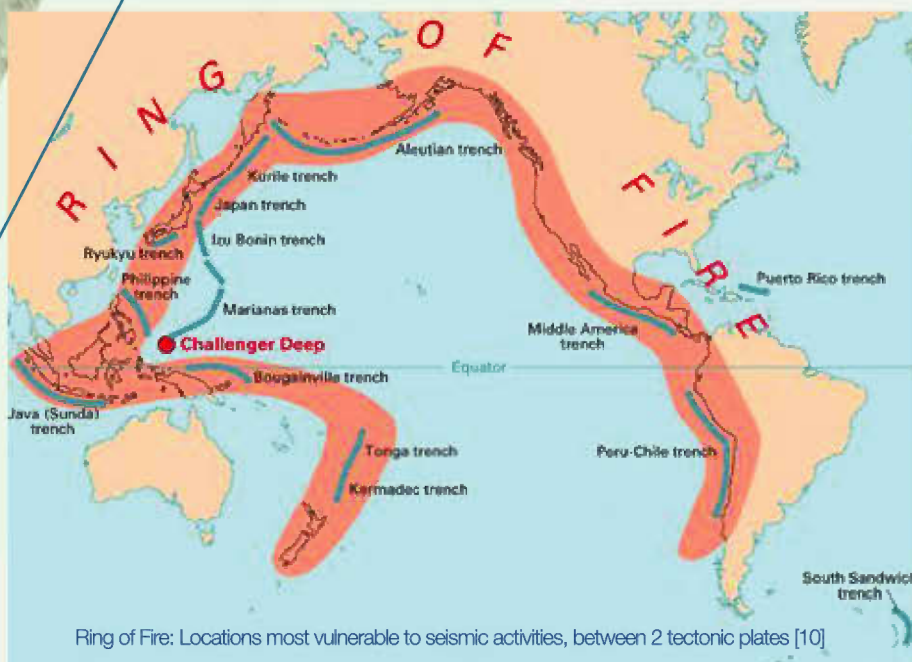 RING OF FIRE
Aleutian trench
Kurile trench
Japan trench
Izu Bonin trench
Ryukyu trench
Philippine
trench
Marianas trench
Challenger Deep
Bougainville trench
Equator
Java (Sunda)
trench
Tonga trench
Kermadec trench
Middle America
trench
Puerto Rico trench
Peru-Chile trench
South Sandwich
trench
Ring of Fire: Locations most vulnerable to seismic activities, between 2 tectonic plates [10]